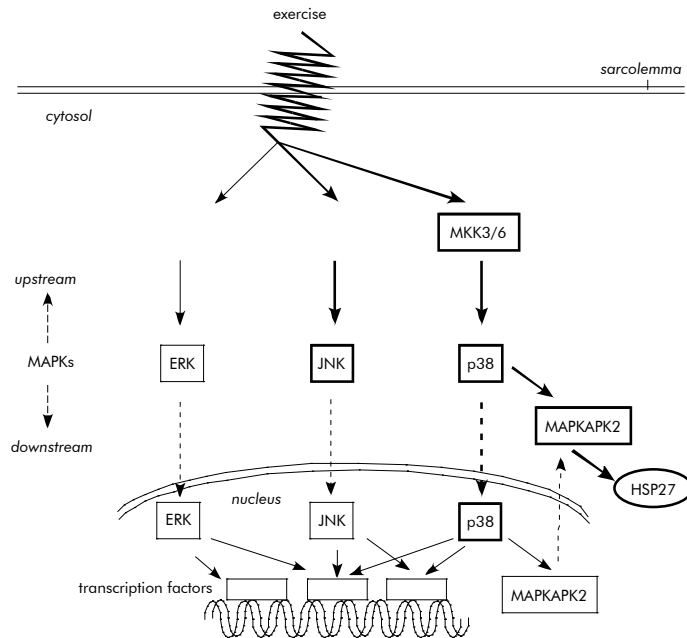 exercise
sarcolemma
cytosol
MKK3/6
upstream
MAPKs
ERK
JNK
p38
MAPKAPK2
downstream
HSP27
nucleus
ERK
JNK
p38
transcription factors
MAPKAPK2